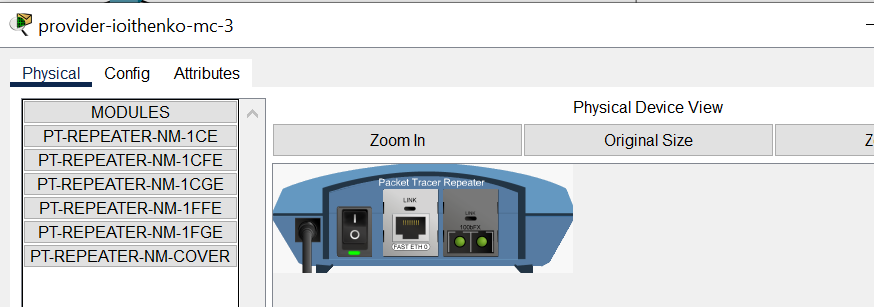 provider-ioithenko-mc-3
Physical Config Attributes
MODULES
PT-REPEATER-NM-1CE
PT-REPEATER-NM-1CFE
PT-REPEATER-NM-1CGE
PT-REPEATER-NM-1FFE
PT-REPEATER-NM-1FGE
PT-REPEATER-NM-COVER
Physical Device View
Zoom In Original Size Z
Packet Tracer Repeater
LINK
LINK
100bFX
FAST ETH 0